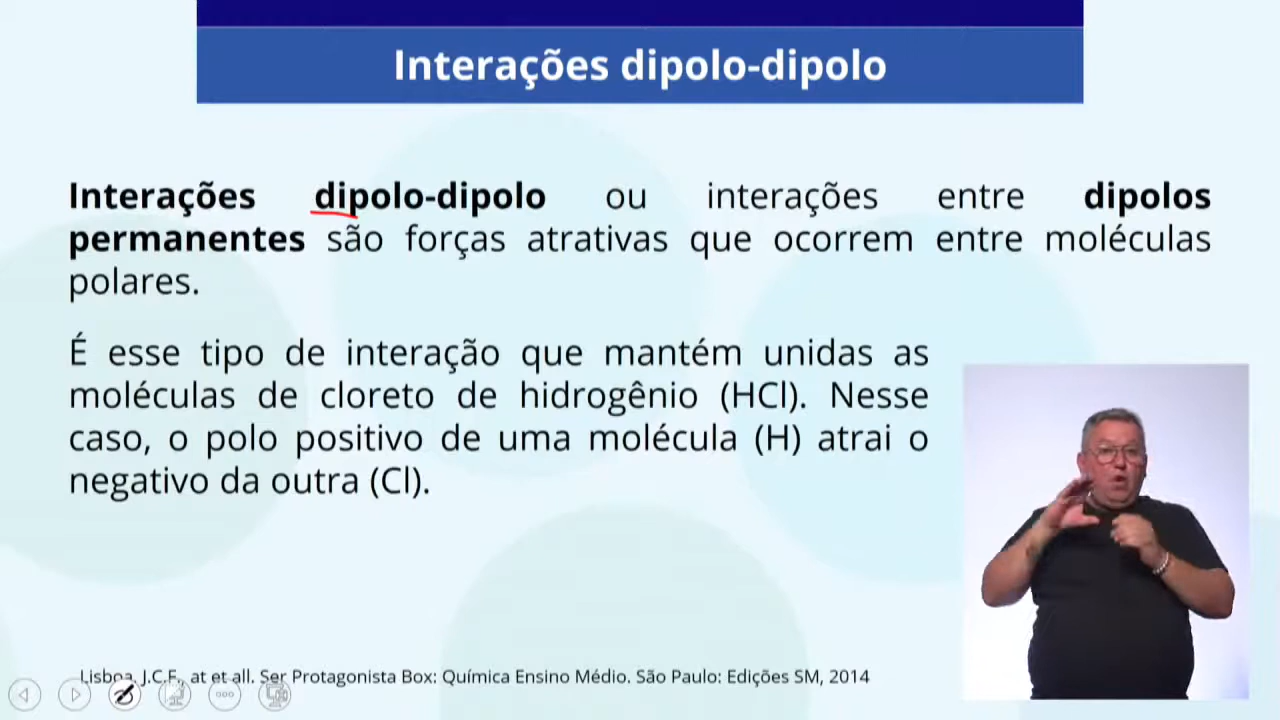 Interações dipolo-dipolo
Interações dipolo-dipolo ou interações entre dipolos
permanentes são forças atrativas que ocorrem entre moléculas
polares.
É esse tipo de interação que mantém unidas as
moléculas de cloreto de hidrogênio (HCl). Nesse
caso, o polo positivo de uma molécula (H) atrai o
negativo da outra (Cl).
Lisboa, J.C.F., at et all. Ser Protagonista Box: Química Ensino Médio. São Paulo: Edições SM, 2014